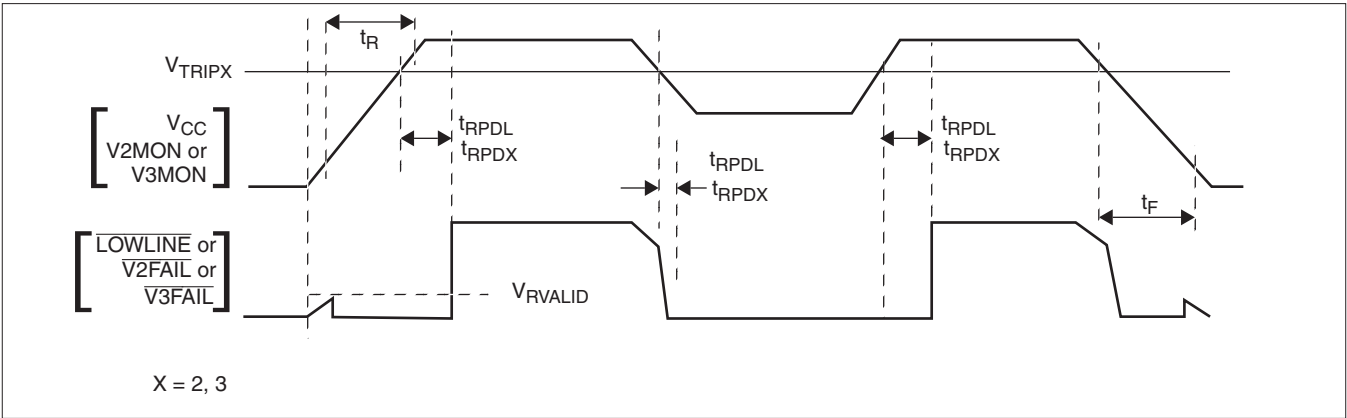 tR
VTRIPX
VCC
V2MON or
V3MON
tRPDL
tRPDX
tRPDL
tRPDX
tRPDL
tRPDX
tF
LOWLINE or
V2FAIL or
V3FAIL
VRVALID
X = 2, 3